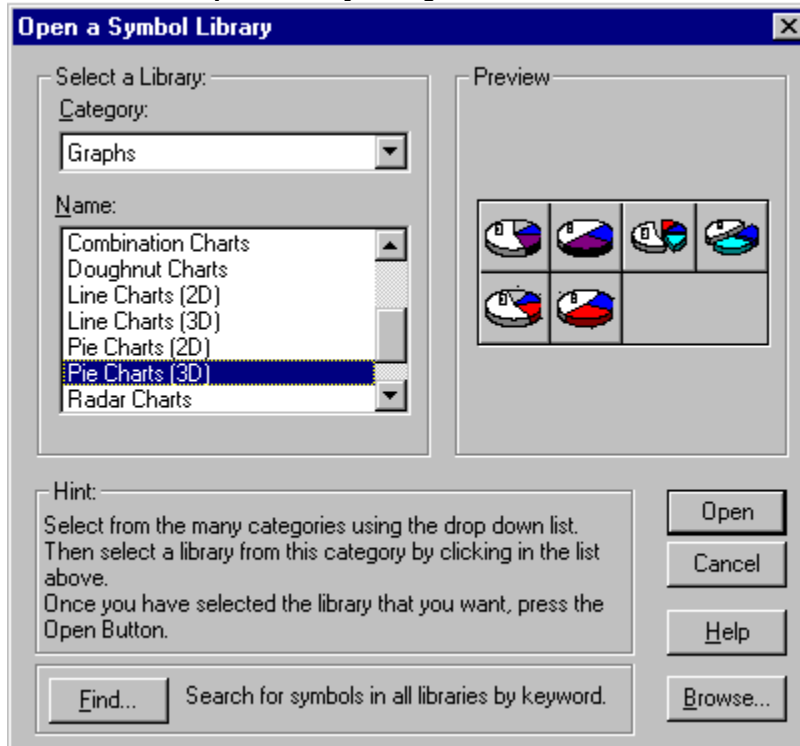 Open a Symbol Library
Select a Library:
Category:
Graphs
Name:
Combination Charts
Doughnut Charts
Line Charts (2D)
Line Charts (3D)
Pie Charts (2D)
Pie Charts (3D)
Radar Charts
Preview
Hint:
Select from the many categories using the drop down list.
Then select a library from this category by clicking in the list
above.
Once you have selected the library that you want, press the
Open Button.
Open
Cancel
Help
Find...
Search for symbols in all libraries by keyword.
Browse...